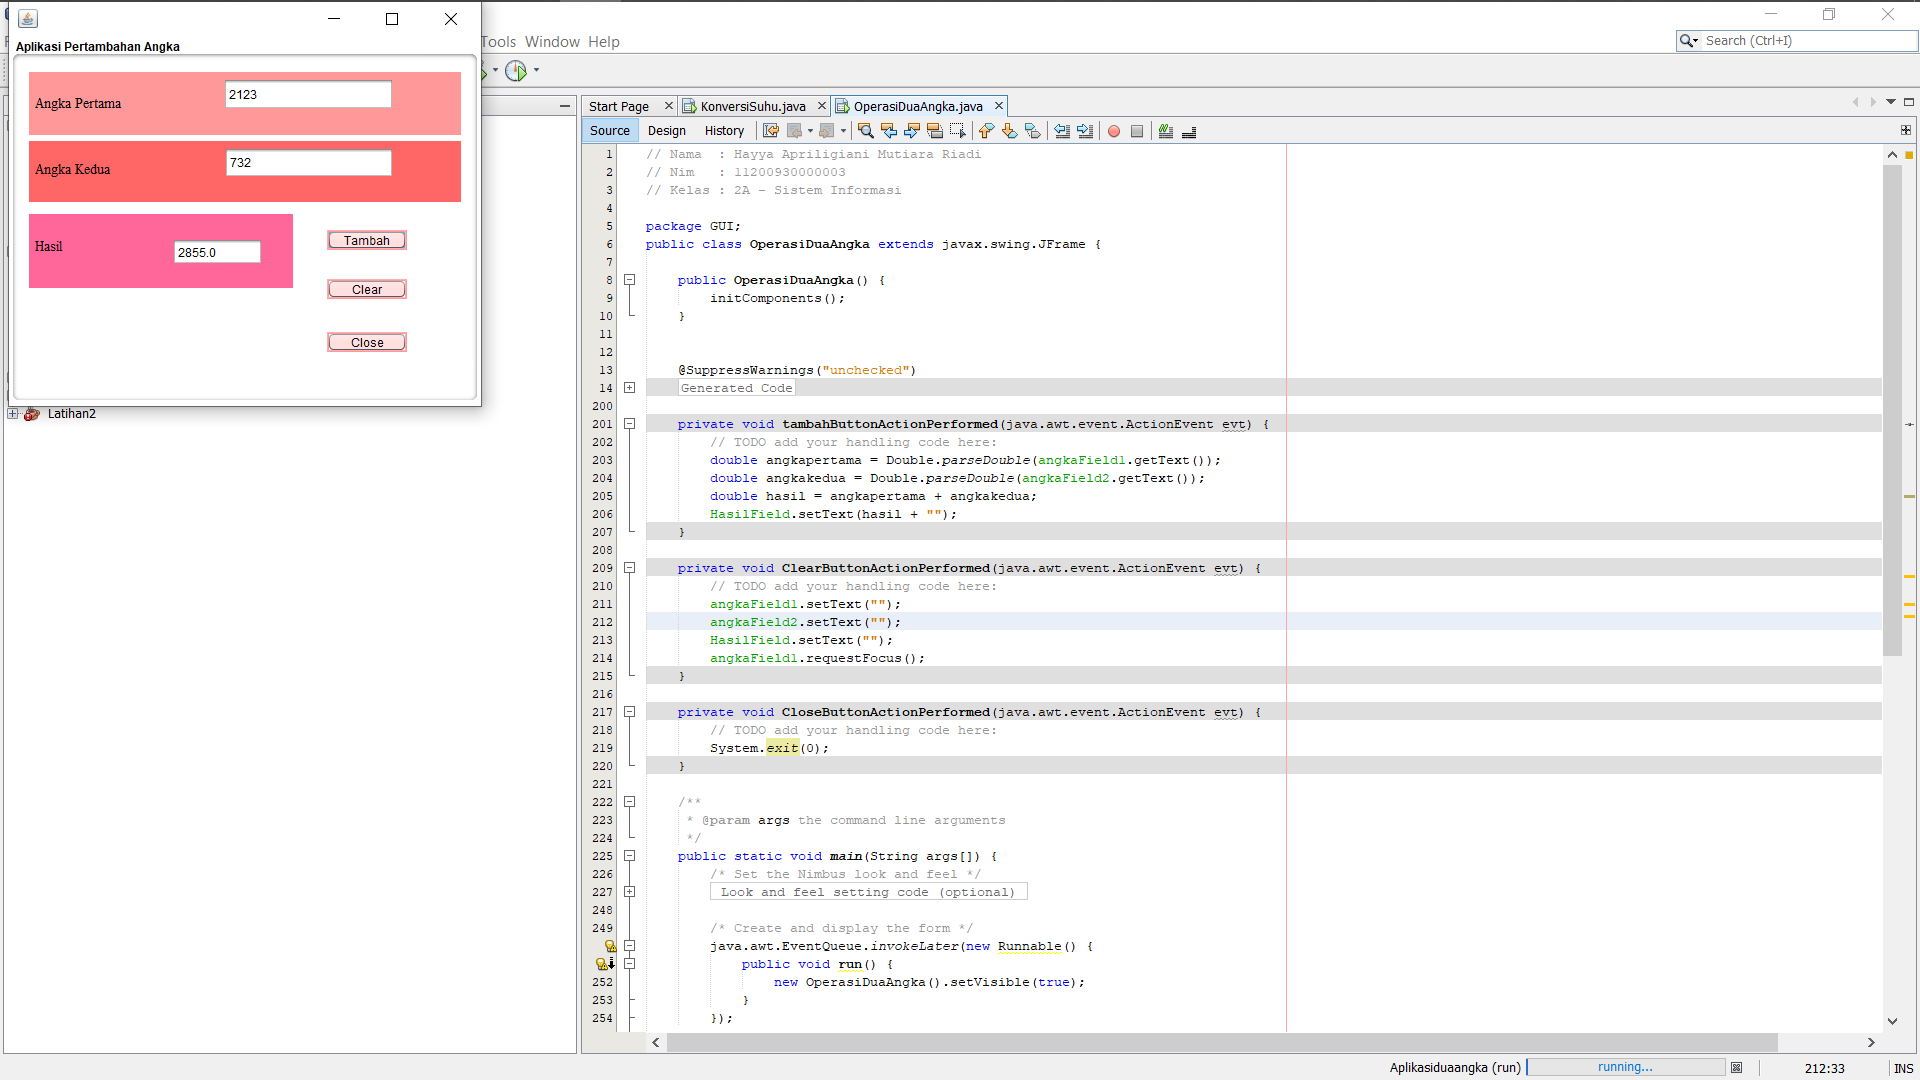 Tools Window Help
Search (Ctrl+I)
Aplikasi Pertambahan Angka
Angka Pertama 2123
Angka Kedua 732
Hasil 2855.0
Tambah
Clear
Close
Latihan2
Start Page KonversiSuhu.java OperasiDuaAngka.java
Source Design History
1 // Nama  : Hayya Apriligiani Mutiara Riadi
2 // Nim   : 11200930000003
3 // Kelas : 2A - Sistem Informasi
4
5 package GUI;
6 public class OperasiDuaAngka extends javax.swing.JFrame {
7
8 public OperasiDuaAngka() {
9 initComponents();
10 }
11
12
13 @SuppressWarnings("unchecked")
14 Generated Code
200
201 private void tambahButtonActionPerformed(java.awt.event.ActionEvent evt) {
202 // TODO add your handling code here:
203 double angkapertama = Double.parseDouble(angkaField1.getText());
204 double angkakedua = Double.parseDouble(angkaField2.getText());
205 double hasil = angkapertama + angkakedua;
206 HasilField.setText(hasil + "");
207 }
208
209 private void ClearButtonActionPerformed(java.awt.event.ActionEvent evt) {
210 // TODO add your handling code here:
211 angkaField1.setText("");
212 angkaField2.setText("");
213 HasilField.setText("");
214 angkaField1.requestFocus();
215 }
216
217 private void CloseButtonActionPerformed(java.awt.event.ActionEvent evt) {
218 // TODO add your handling code here:
219 System.exit(0);
220 }
221
222 /**
223 * @param args the command line arguments
224 */
225 public static void main(String args[]) {
226 /* Set the Nimbus look and feel */
227 Look and feel setting code (optional)
248
249 /* Create and display the form */
java.awt.EventQueue.invokeLater(new Runnable() {
public void run() {
252 new OperasiDuaAngka().setVisible(true);
253 }
254 });
Aplikasiduaangka (run) running... 212:33 INS